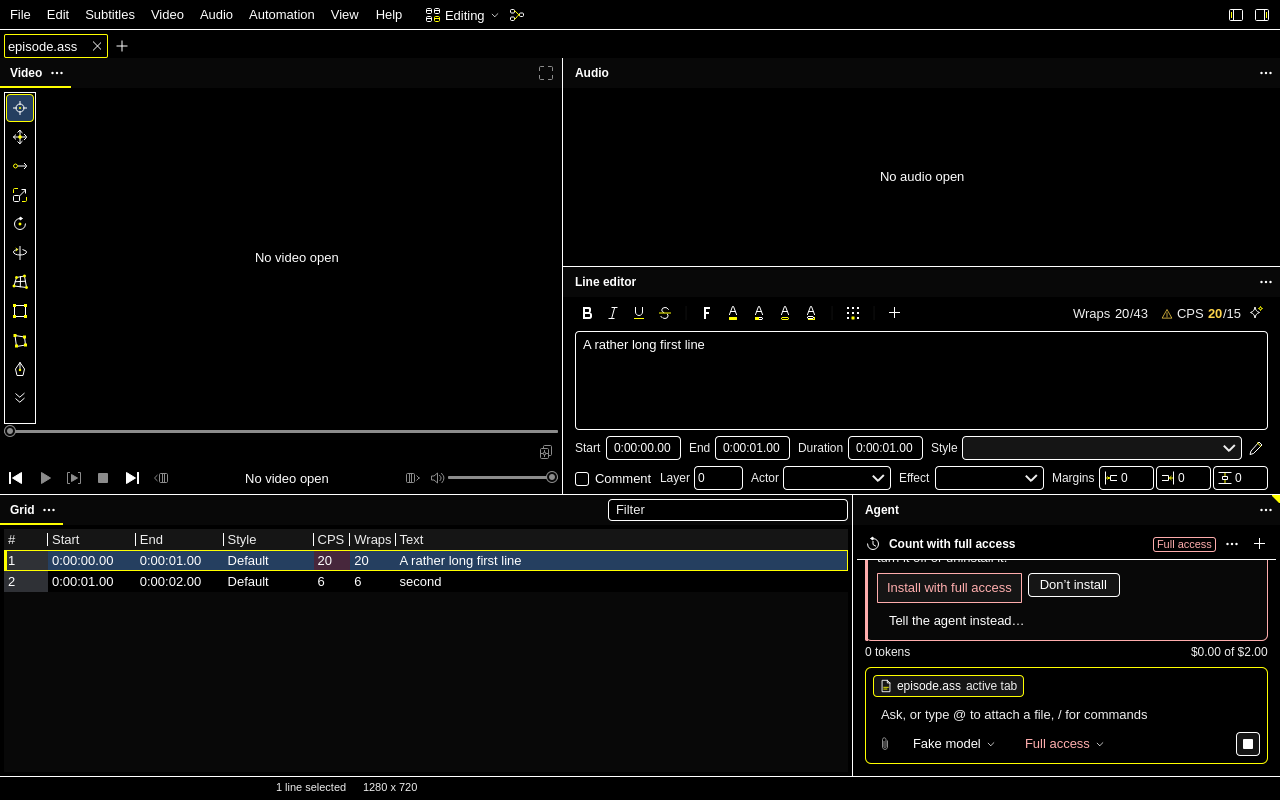 File Edit Subtitles Video Audio Automation View Help Editing
episode.ass
Video
Audio
No video open
No audio open
Line editor
Wraps 20/43 CPS 20/15
A rather long first line
Start 0:00:00.00 End 0:00:01.00 Duration 0:00:01.00 Style
Comment Layer 0 Actor Effect Margins 0 0 0
No video open
Grid
Filter
# Start End Style CPS Wraps Text
1 0:00:00.00 0:00:01.00 Default 20 20 A rather long first line
2 0:00:01.00 0:00:02.00 Default 6 6 second
Agent
Count with full access Full access
Install with full access Don’t install
Tell the agent instead…
0 tokens $0.00 of $2.00
episode.ass active tab
Ask, or type @ to attach a file, / for commands
Fake model Full access
1 line selected 1280 x 720